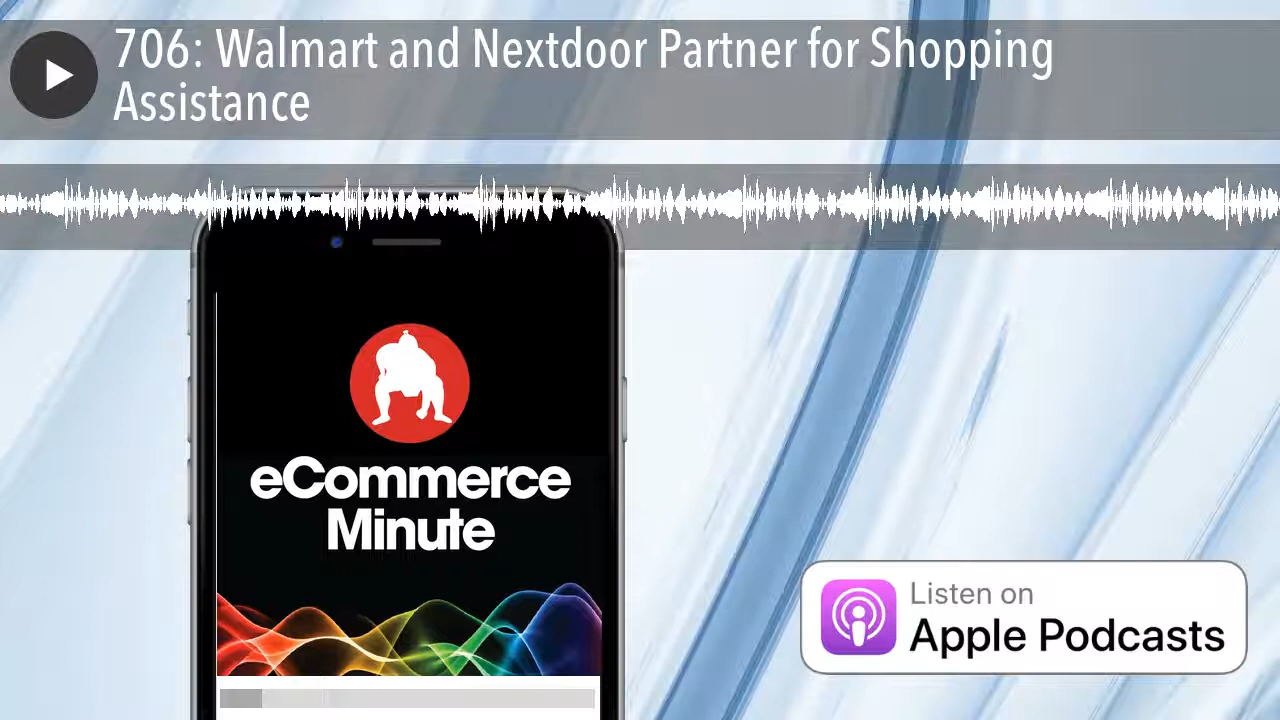 706: Walmart and Nextdoor Partner for Shopping
Assistance
eCommerce
Minute
Listen on
Apple Podcasts